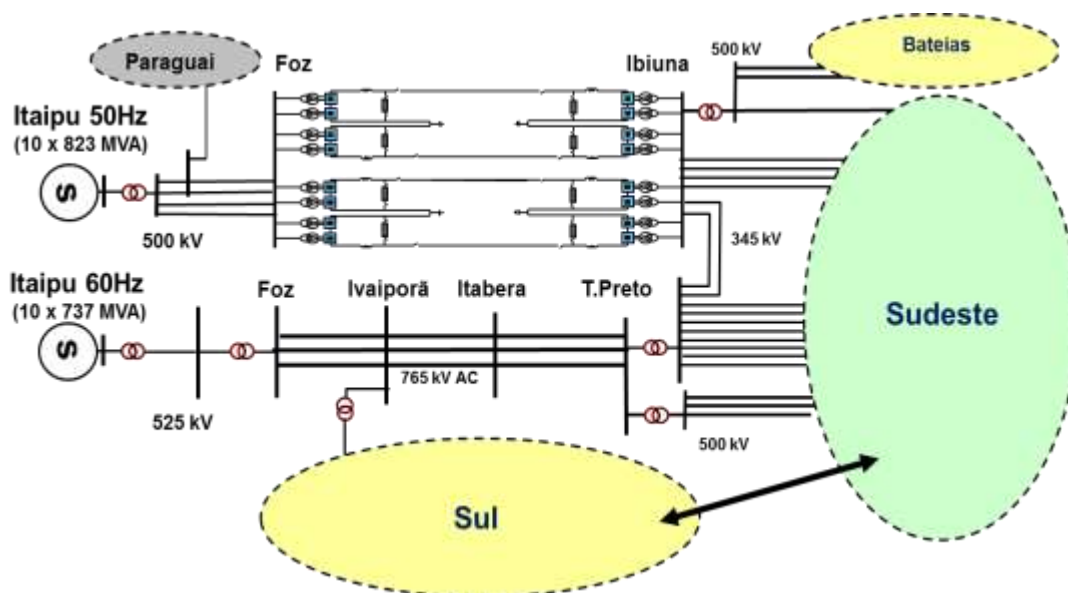 Paraguai
Foz
Ibiuna
500 kV
Bateias
Itaipu 50Hz
(10 x 823 MVA)
S
500 kV
345 kV
Itaipu 60Hz
(10 x 737 MVA)
S
Foz
Ivaiporã
Itabera
T.Preto
765 kV AC
525 kV
500 kV
Sudeste
Sul